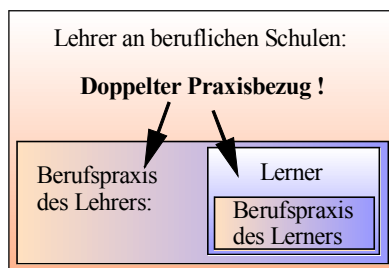 Lehrer an beruflichen Schulen:
Doppelter Praxisbezug !
Berufspraxis
des Lehrers:
Lerner
Berufspraxis
des Lerners